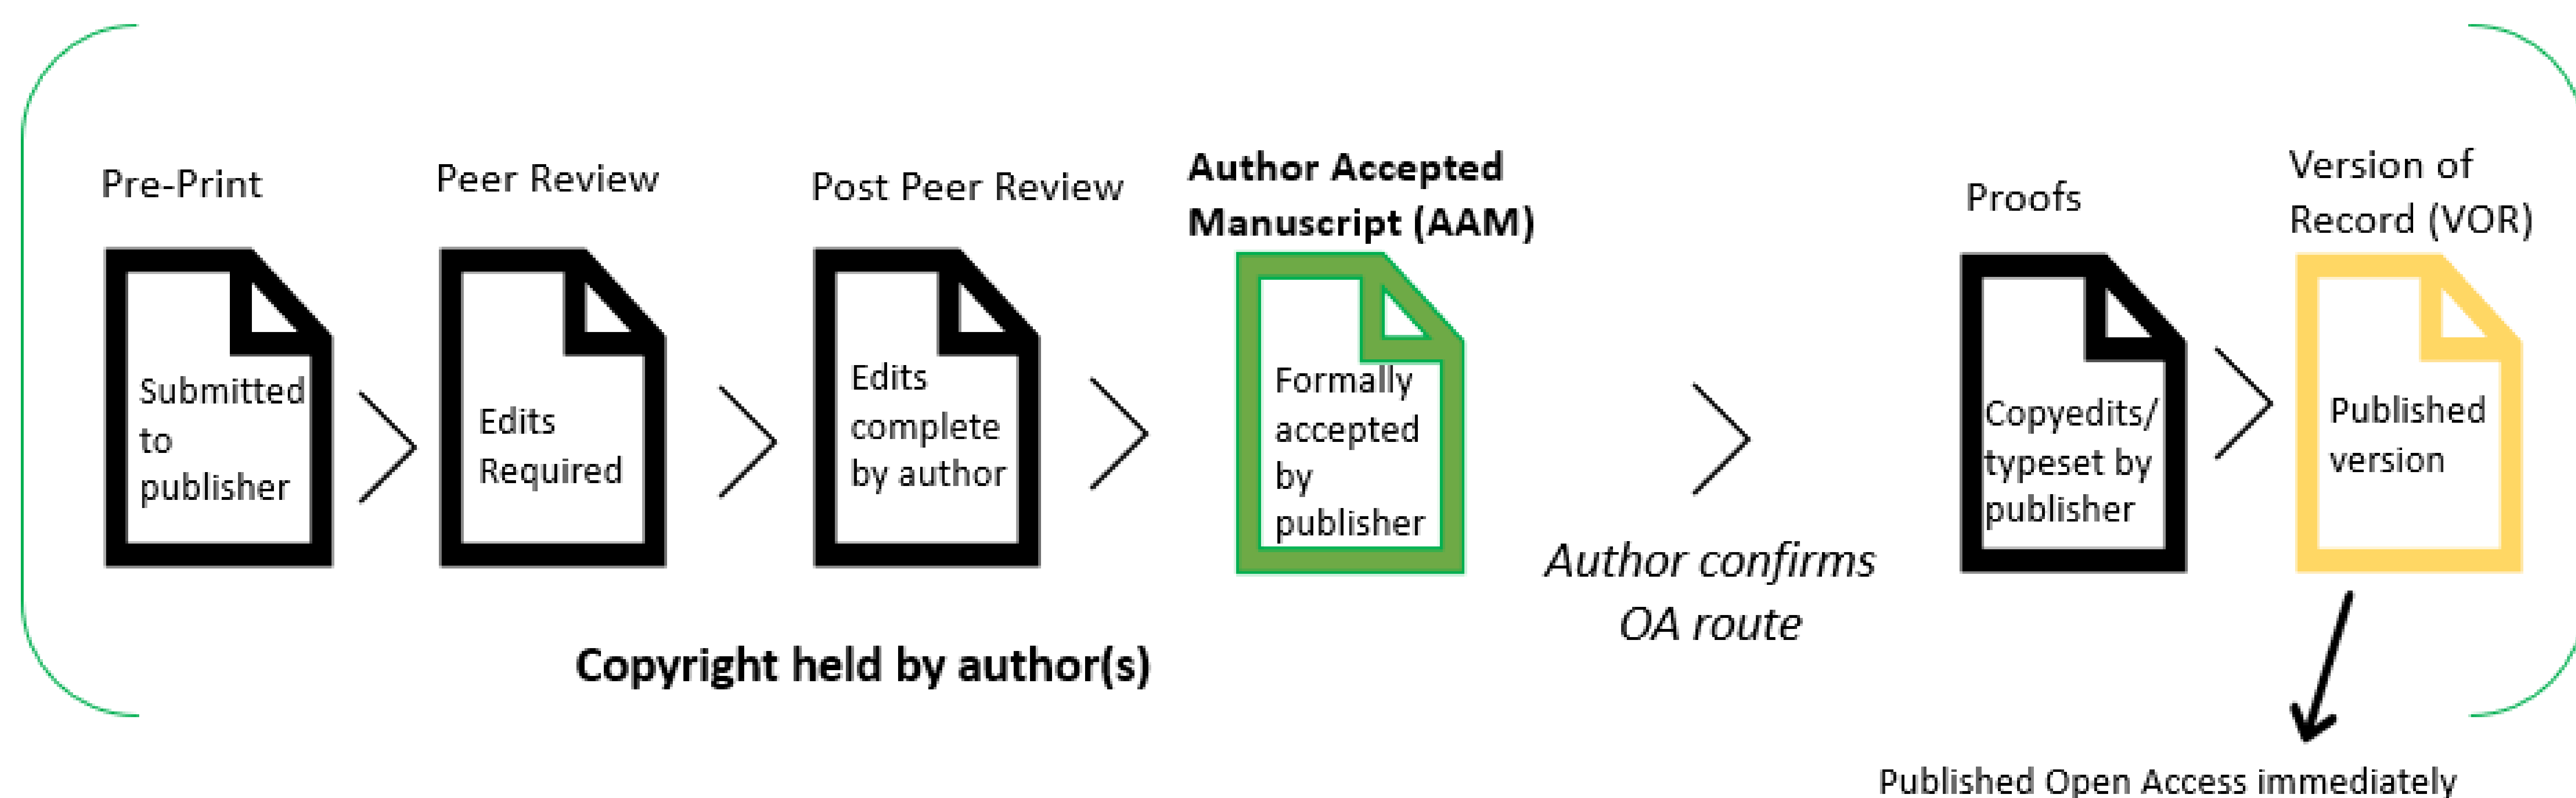 Pre-Print
Submitted
to
publisher
Peer Review
Edits
Required
Post Peer Review
Edits
complete
by author
Author Accepted
Manuscript (AAM)
Formally
accepted
by
publisher
Author confirms
OA route
Proofs
Copyedits/
typeset by
publisher
Version of
Record (VOR)
Published
version
Copyright held by author(s)
Published Open Access immediately